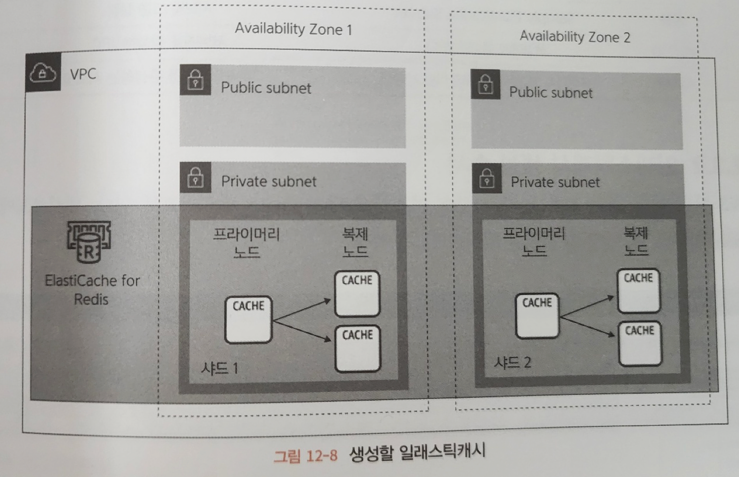 Availability Zone 1
Availability Zone 2
VPC
Public subnet
Public subnet
Private subnet
Private subnet
ElastiCache for
Redis
R
프라이머리
노드
복제
노드
CACHE
CACHE
CACHE
샤드 1
프라이머리
노드
복제
노드
CACHE
CACHE
CACHE
샤드 2
그림 12-8 생성할 일래스틱캐시